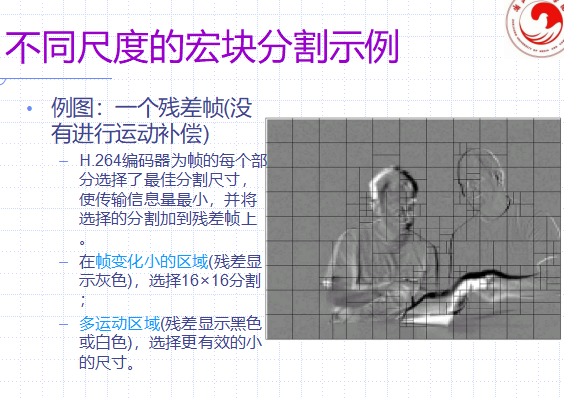 不同尺度的宏块分割示例
• 例图：一个残差帧(没
有进行运动补偿)
– H.264编码器为帧的每个部
分选择了最佳分割尺寸，
使传输信息量最小，并将
选择的分割加到残差帧上
。
– 在帧变化小的区域(残差显
示灰色)，选择16×16分割
；
– 多运动区域(残差显示黑色
或白色)，选择更有效的小
的尺寸。